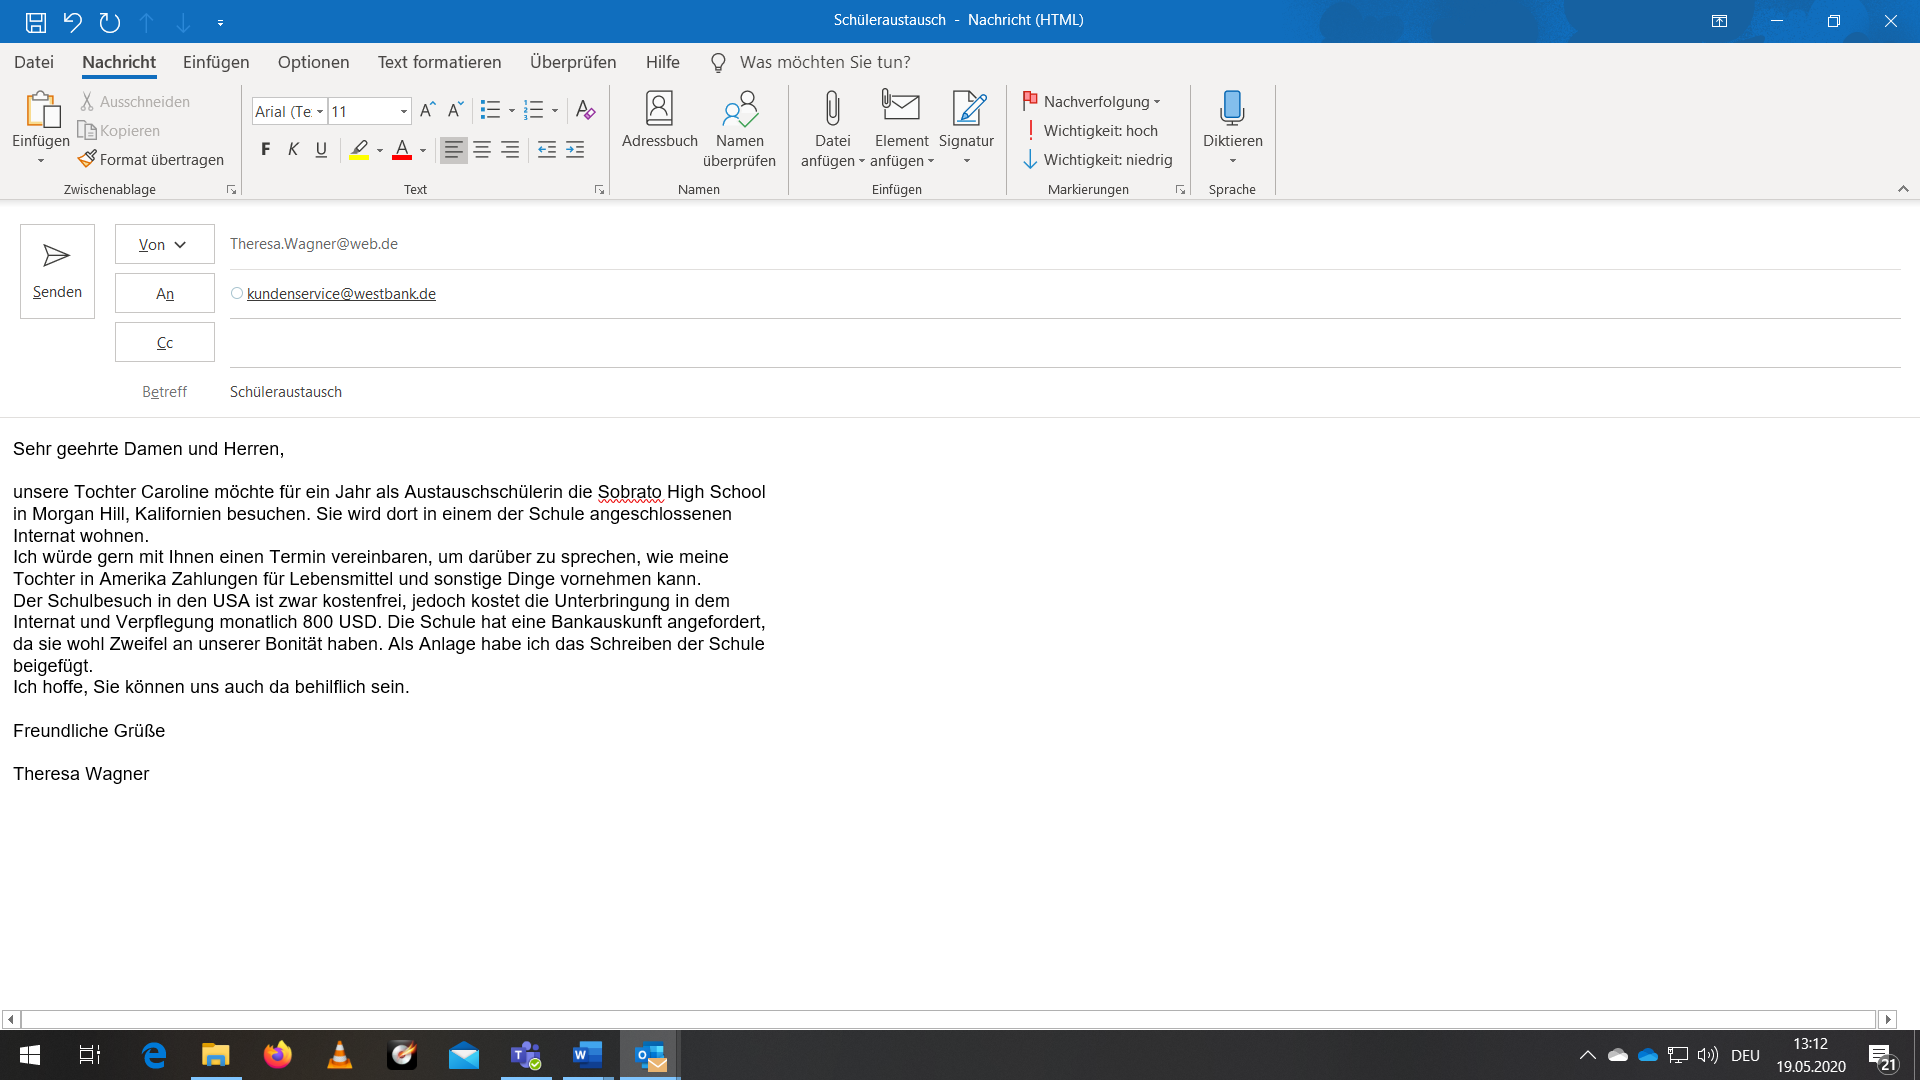 Schüleraustausch - Nachricht (HTML)
Datei Nachricht Einfügen Optionen Text formatieren Überprüfen Hilfe Was möchten Sie tun?
Einfügen
Ausschneiden
Kopieren
Format übertragen
Zwischenablage
Arial (Te 11
F K U
A
Text
Adressbuch
Namen überprüfen
Namen
Datei anfügen
Element anfügen
Signatur
Einfügen
Nachverfolgung
Wichtigkeit: hoch
Wichtigkeit: niedrig
Markierungen
Diktieren
Sprache
Senden
Von Theresa.Wagner@web.de
An kundenservice@westbank.de
Cc
Betreff Schüleraustausch
Sehr geehrte Damen und Herren,
unsere Tochter Caroline möchte für ein Jahr als Austauschschülerin die Sobrato High School
in Morgan Hill, Kalifornien besuchen. Sie wird dort in einem der Schule angeschlossenen
Internat wohnen.
Ich würde gern mit Ihnen einen Termin vereinbaren, um darüber zu sprechen, wie meine
Tochter in Amerika Zahlungen für Lebensmittel und sonstige Dinge vornehmen kann.
Der Schulbesuch in den USA ist zwar kostenfrei, jedoch kostet die Unterbringung in dem
Internat und Verpflegung monatlich 800 USD. Die Schule hat eine Bankauskunft angefordert,
da sie wohl Zweifel an unserer Bonität haben. Als Anlage habe ich das Schreiben der Schule
beigefügt.
Ich hoffe, Sie können uns auch da behilflich sein.
Freundliche Grüße
Theresa Wagner
DEU
13:12
19.05.2020
21